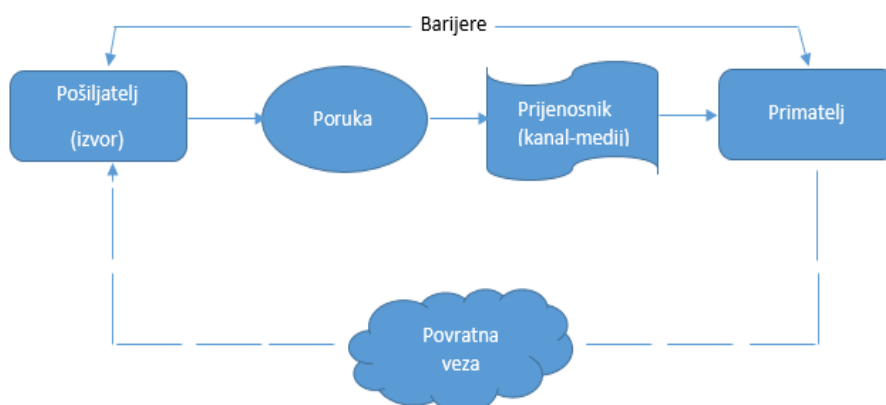 Barijere
Pošiljatelj
(izvor)
Poruka
Prijenosnik
(kanal-medij)
Primatelj
Povratna
veza